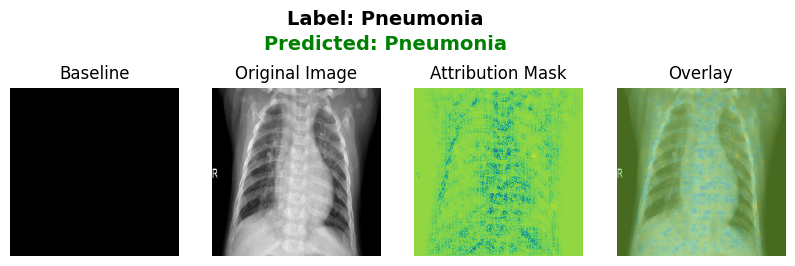 Label: Pneumonia
Predicted: Pneumonia
Baseline
Original Image
Attribution Mask
Overlay
R
R